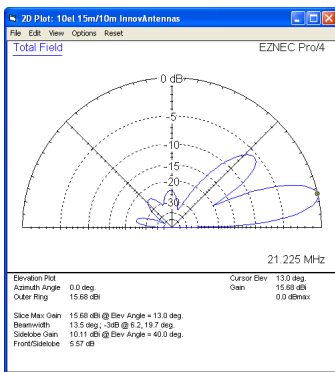 2D Plot: 10el 15m/10m InnovAntennas
File Edit View Options Reset
Total Field
EZNEC Pro/4
0 dB
-5
-10
-15
-20
-30
21.225 MHz
Elevation Plot
Cursor Elev 13.0 deg.
Azimuth Angle 0.0 deg.
Gain 15.68 dBi
Outer Ring 15.68 dBi
0.0 dBmax
Slice Max Gain 15.68 dBi @ Elev Angle = 13.0 deg.
Beamwidth 13.5 deg.; -3dB @ 6.2, 19.7 deg.
Sidelobe Gain 10.11 dBi @ Elev Angle = 40.0 deg.
Front/Sidelobe 5.57 dB